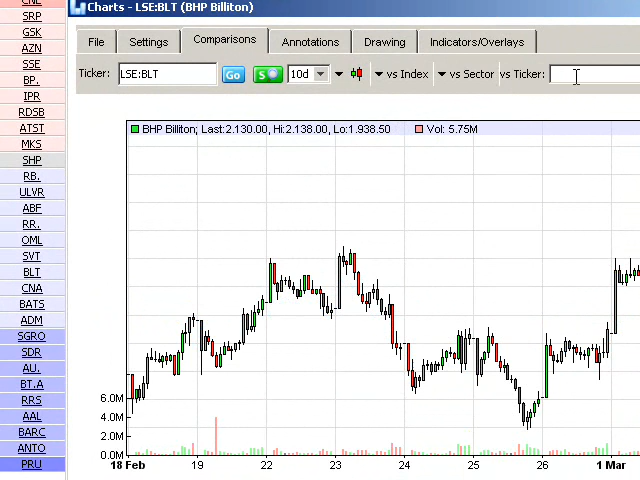 CNE
SRP
GSK
AZN
SSE
BP.
IPR
RDSB
ATST
MKS
SHP
RB.
ULVR
ABF
RR.
OML
SVT
BLT
CNA
BATS
ADM
SGRO
SDR
AU.
BT.A
RRS
AAL
BARC
ANTO
PRU
Charts - LSE:BLT (BHP Billiton)
File Settings Comparisons Annotations Drawing Indicators/Overlays
Ticker: LSE:BLT Go S 10d vs Index vs Sector vs Ticker:
BHP Billiton; Last:2.130.00, Hi:2.138.00, Lo:1.938.50 Vol: 5.75M
6.0M
4.0M
2.0M
0.0M
18 Feb 19 22 23 24 25 26 1 Mar